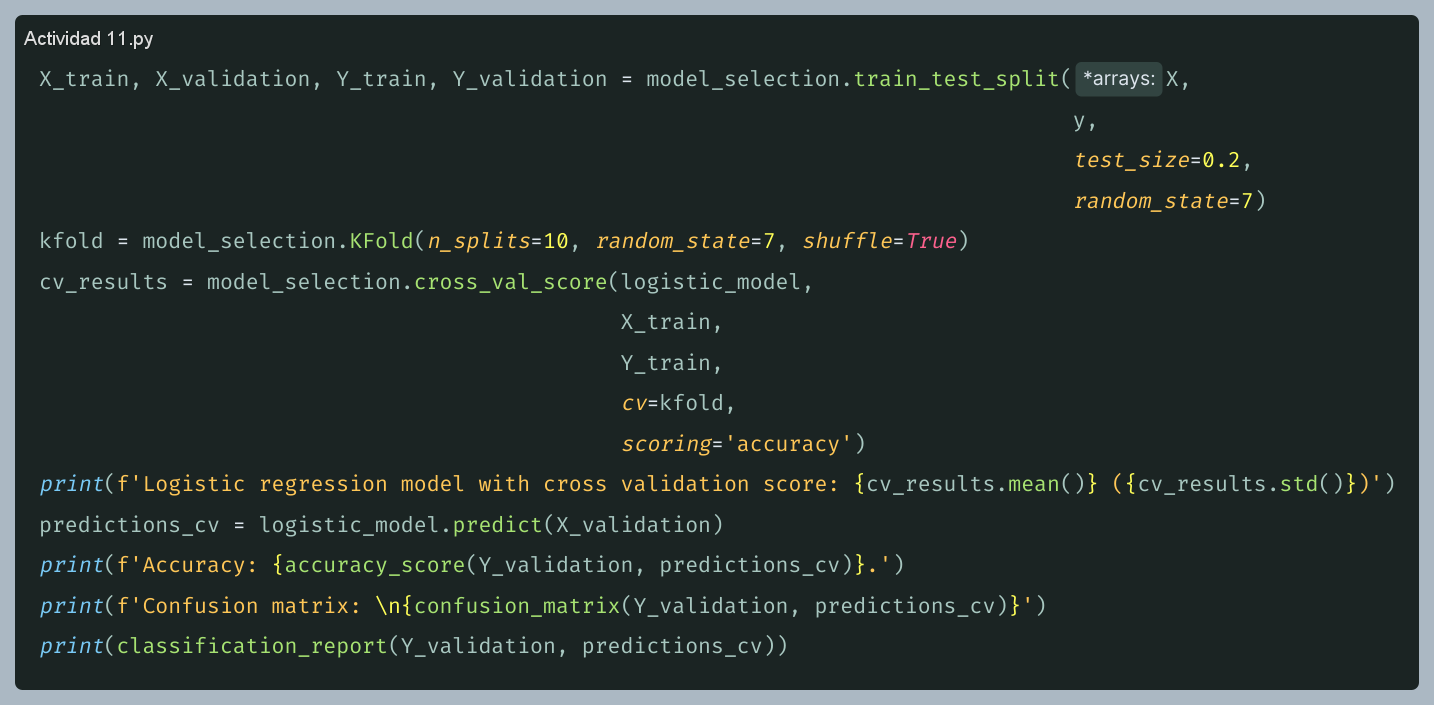 Actividad 11.py
X_train, X_validation, Y_train, Y_validation = model_selection.train_test_split( *arrays: X,
y,
test_size=0.2,
random_state=7)
kfold = model_selection.KFold(n_splits=10, random_state=7, shuffle=True)
cv_results = model_selection.cross_val_score(logistic_model,
X_train,
Y_train,
cv=kfold,
scoring='accuracy')
print(f'Logistic regression model with cross validation score: {cv_results.mean()} ({cv_results.std()})')
predictions_cv = logistic_model.predict(X_validation)
print(f'Accuracy: {accuracy_score(Y_validation, predictions_cv)}.')
print(f'Confusion matrix: \n{confusion_matrix(Y_validation, predictions_cv)}')
print(classification_report(Y_validation, predictions_cv))